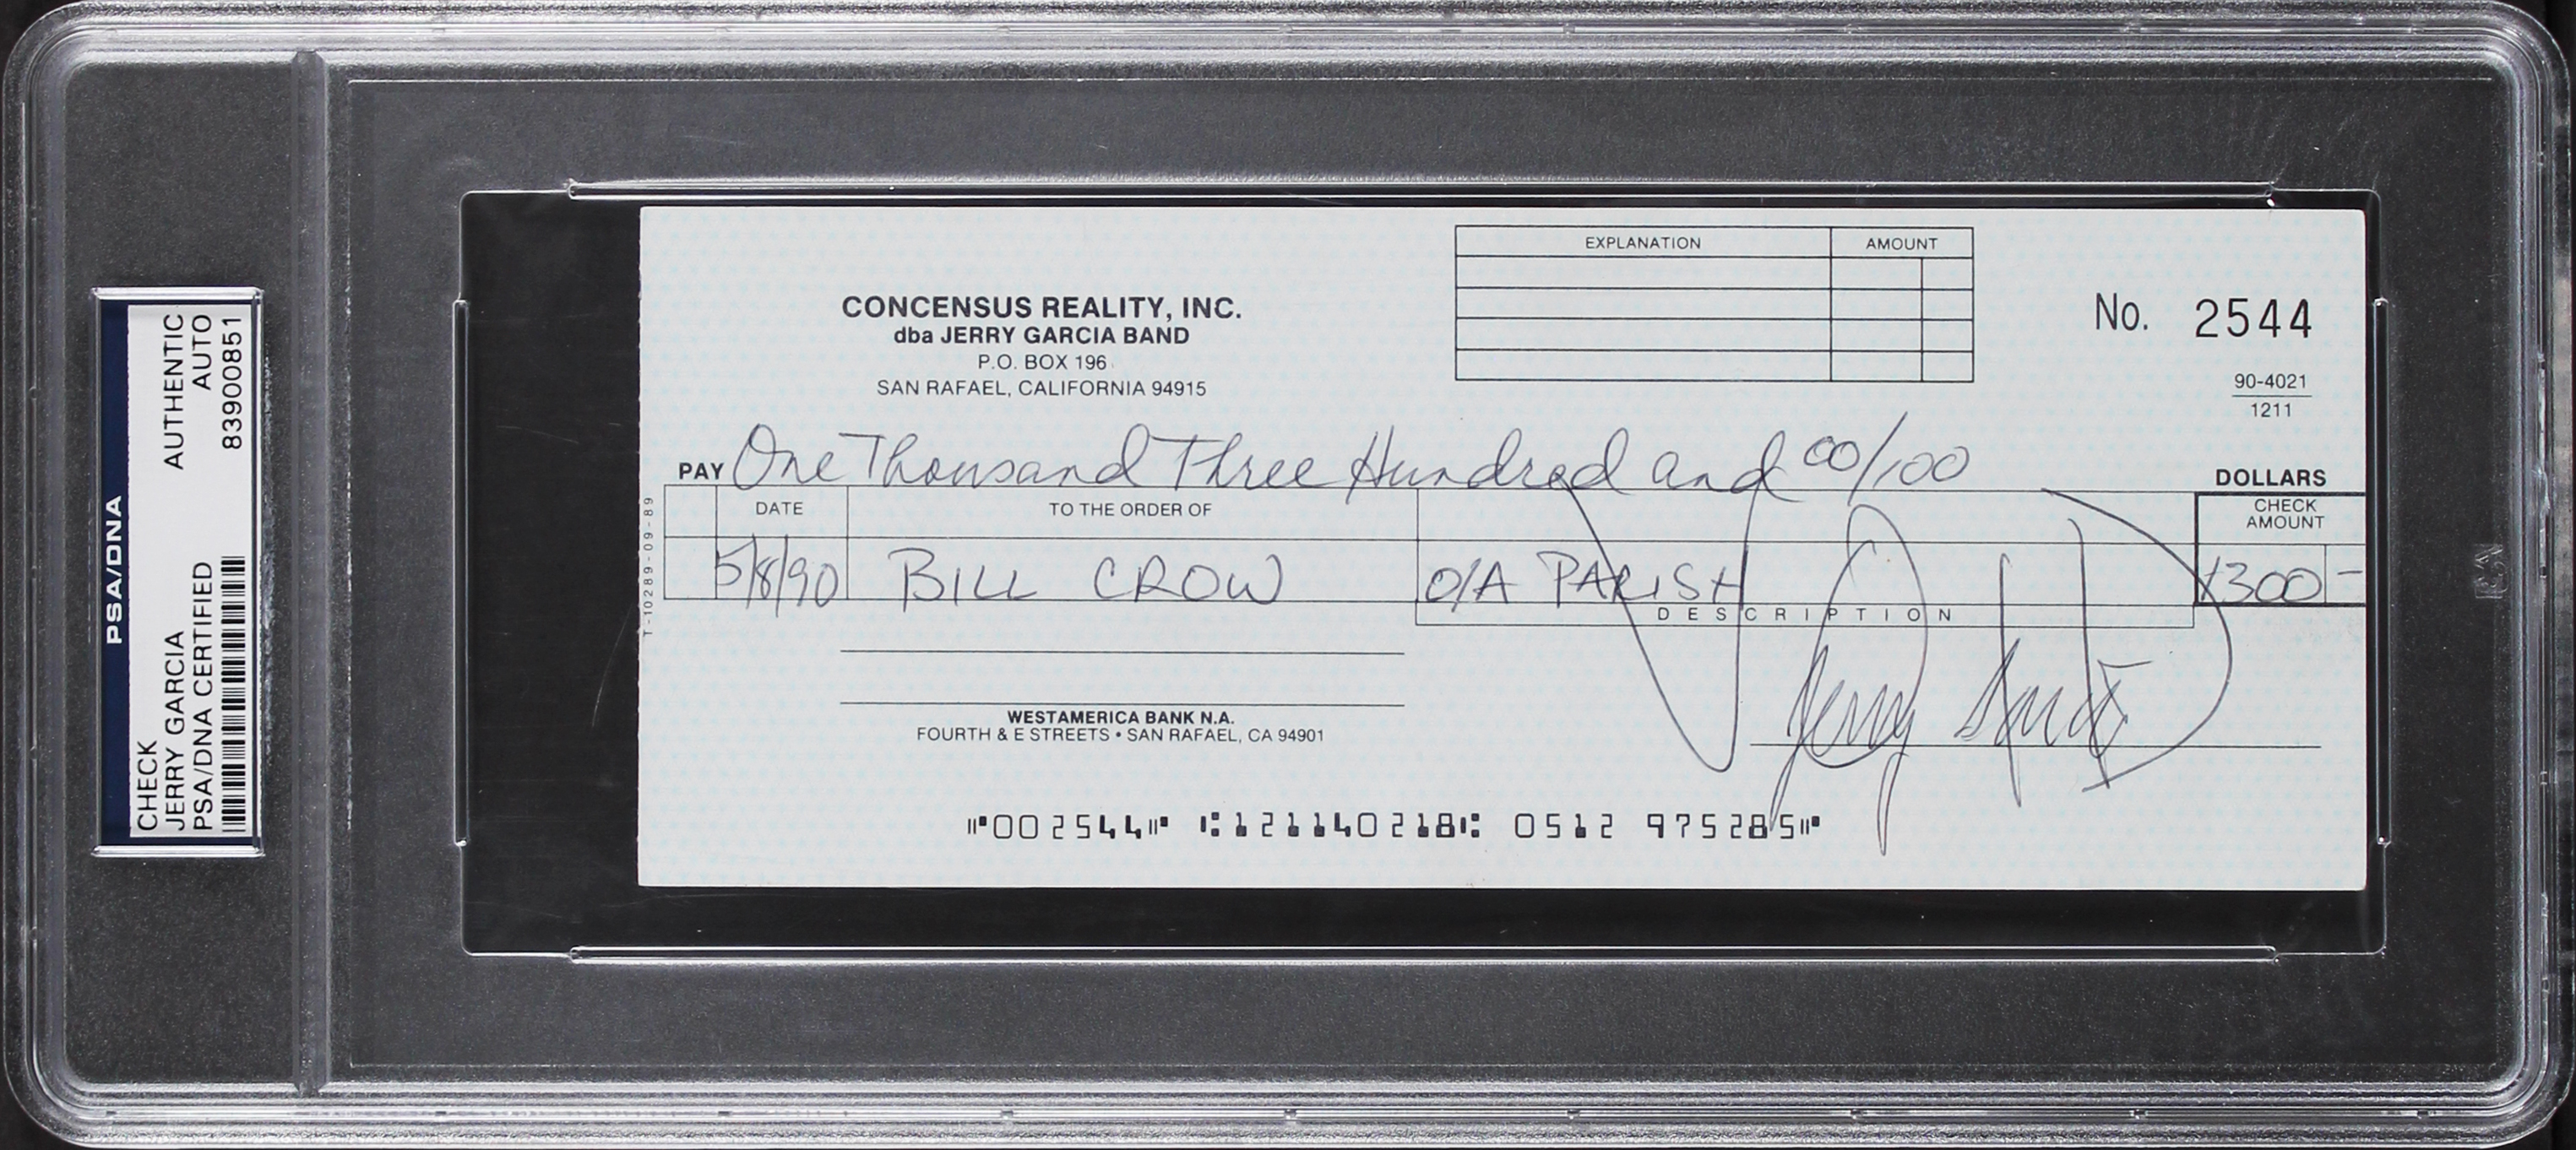 PSA/DNA
CHECK AUTHENTIC
JERRY GARCIA AUTO
PSA/DNA CERTIFIED 83900851
EXPLANATION AMOUNT
CONCENSUS REALITY, INC.
dba JERRY GARCIA BAND
P.O. BOX 196
SAN RAFAEL, CALIFORNIA 94915
No. 2544
90-4021
1211
PAY One Thousand Three Hundred and 00/100 DOLLARS
T-10289-09-89
DATE TO THE ORDER OF CHECK AMOUNT
5/8/90 BILL CROW O/A PARISH 1300 -
DESCRIPTION
VOID
Jerry Garcia
WESTAMERICA BANK N.A.
FOURTH & E STREETS • SAN RAFAEL, CA 94901
⑈002544⑈ ⑆121140218⑆ 0512 975285⑈